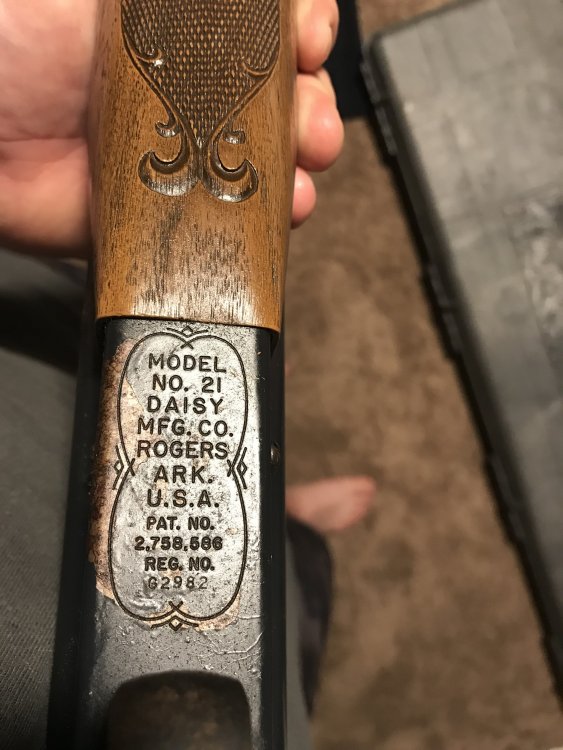 MODEL
NO. 21
DAISY
MFG. CO.
ROGERS
ARK.
U.S.A.
PAT. NO.
2,758,586
REG. NO.
G2982